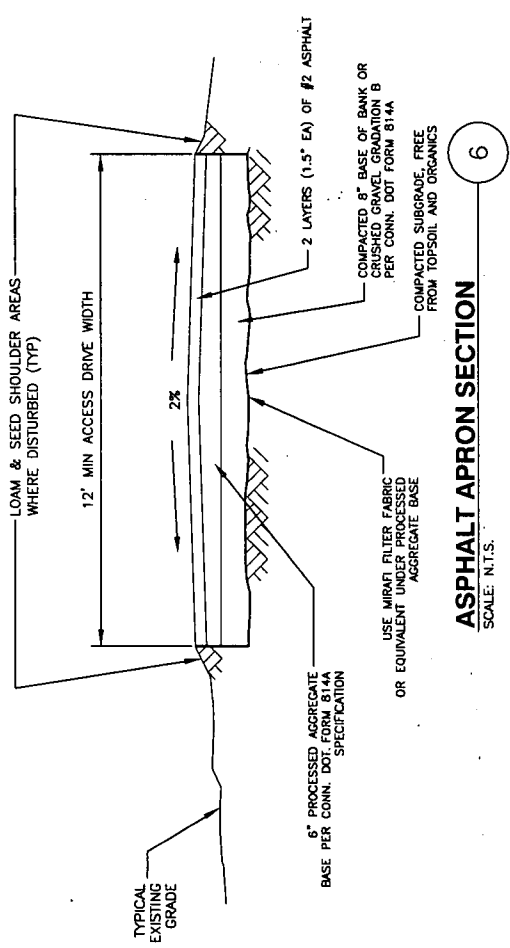 LOAM & SEED SHOULDER AREAS
WHERE DISTURBED (TYP)
12' MIN ACCESS DRIVE WIDTH
2%
TYPICAL
EXISTING
GRADE
2 LAYERS (1.5" EA) OF #2 ASPHALT
6" PROCESSED AGGREGATE
BASE PER CONN. DOT. FORM 814A
SPECIFICATION
COMPACTED 8" BASE OF BANK OR
CRUSHED GRAVEL GRADATION B
PER CONN. DOT FORM 814A
USE MIRAFI FILTER FABRIC
OR EQUIVALENT UNDER PROCESSED
AGGREGATE BASE
COMPACTED SUBGRADE, FREE
FROM TOPSOIL AND ORGANICS
ASPHALT APRON SECTION
SCALE: N.T.S.
6